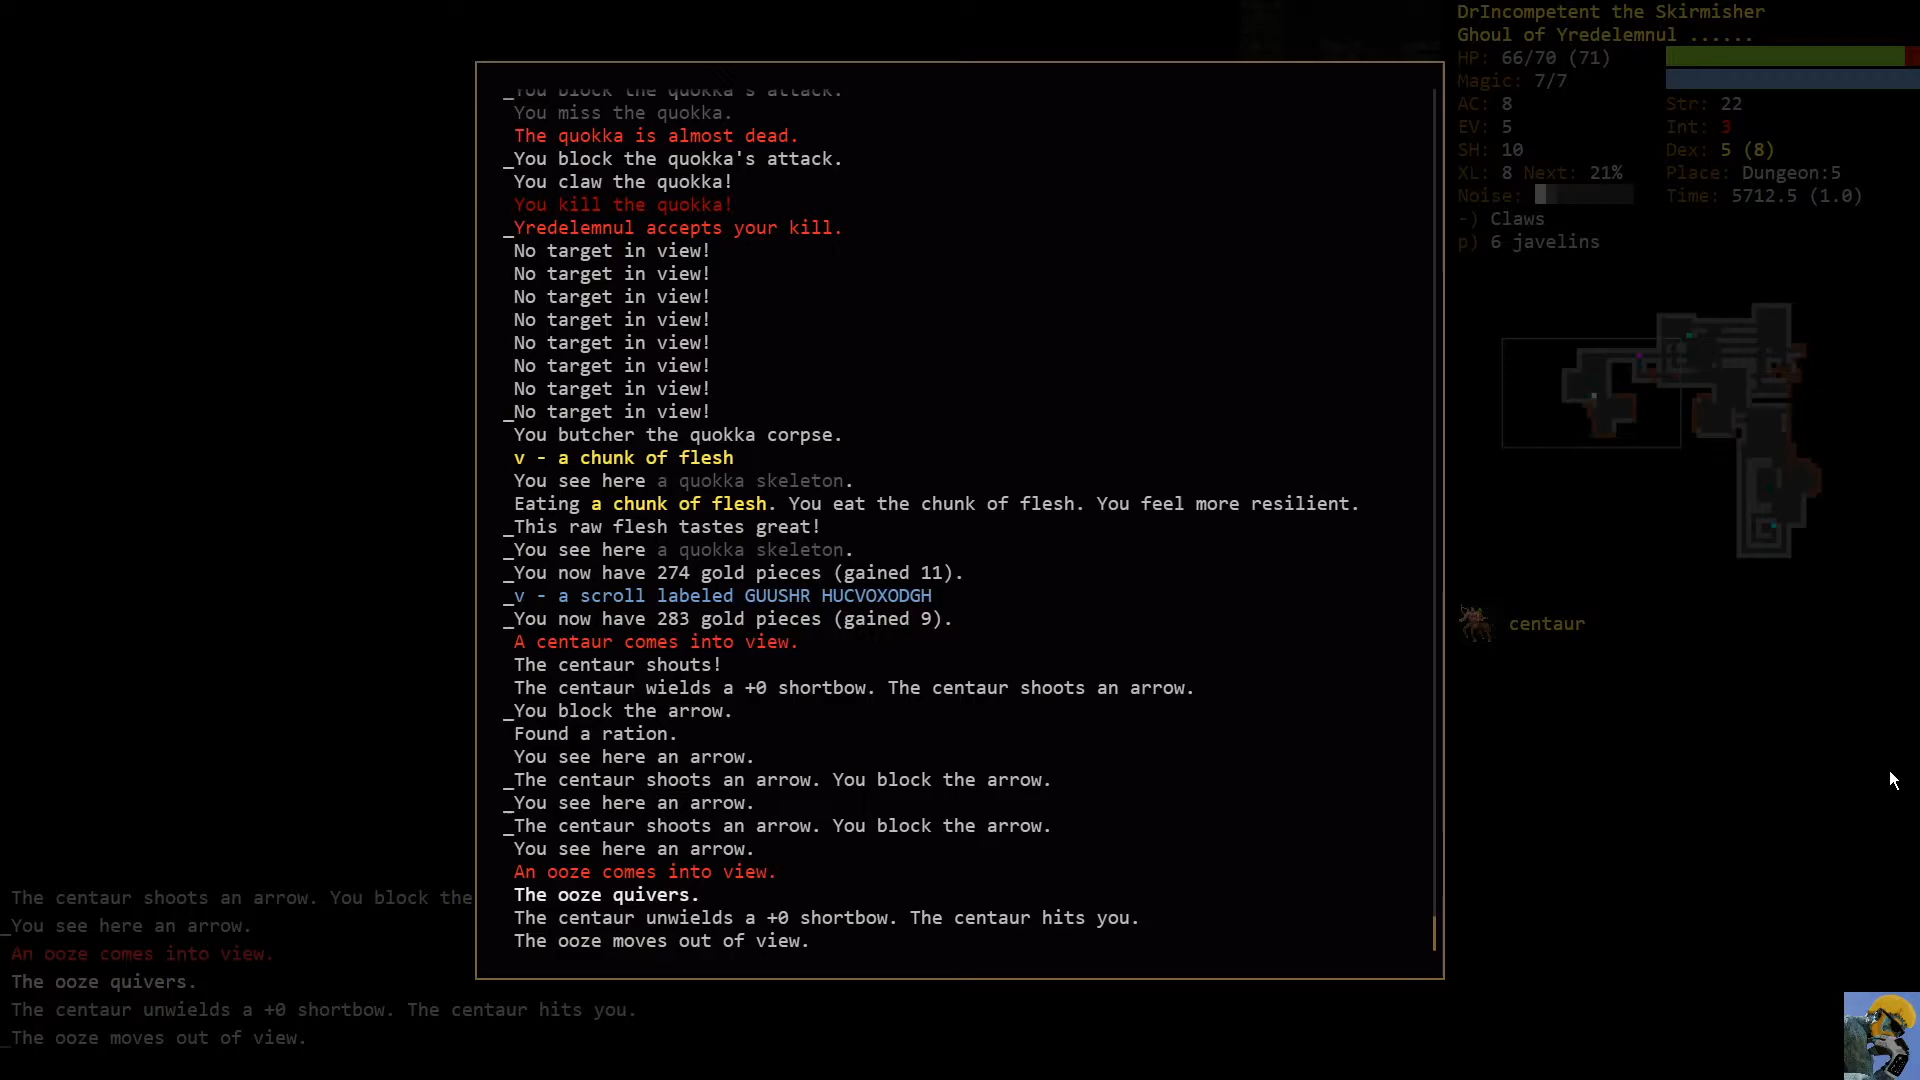 _You block the quokka's attack.
You miss the quokka.
The quokka is almost dead.
_You block the quokka's attack.
You claw the quokka!
You kill the quokka!
_Yredelemnul accepts your kill.
No target in view!
No target in view!
No target in view!
No target in view!
No target in view!
No target in view!
No target in view!
_No target in view!
You butcher the quokka corpse.
v - a chunk of flesh
You see here a quokka skeleton.
Eating a chunk of flesh. You eat the chunk of flesh. You feel more resilient.
_This raw flesh tastes great!
_You see here a quokka skeleton.
_You now have 274 gold pieces (gained 11).
_v - a scroll labeled GUUSHR HUCVOXODGH
_You now have 283 gold pieces (gained 9).
A centaur comes into view.
The centaur shouts!
The centaur wields a +0 shortbow. The centaur shoots an arrow.
_You block the arrow.
Found a ration.
You see here an arrow.
_The centaur shoots an arrow. You block the arrow.
_You see here an arrow.
_The centaur shoots an arrow. You block the arrow.
You see here an arrow.
An ooze comes into view.
The ooze quivers.
The centaur unwields a +0 shortbow. The centaur hits you.
The ooze moves out of view.
DrIncompetent the Skirmisher
Ghoul of Yredelemnul ......
HP: 66/70 (71)
Magic: 7/7
AC: 8 Str: 22
EV: 5 Int: 3
SH: 10 Dex: 5 (8)
XL: 8 Next: 21% Place: Dungeon:5
Noise: Time: 5712.5 (1.0)
-) Claws
p) 6 javelins
centaur
The centaur shoots an arrow. You block the
_You see here an arrow.
An ooze comes into view.
The ooze quivers.
The centaur unwields a +0 shortbow. The centaur hits you.
_The ooze moves out of view.